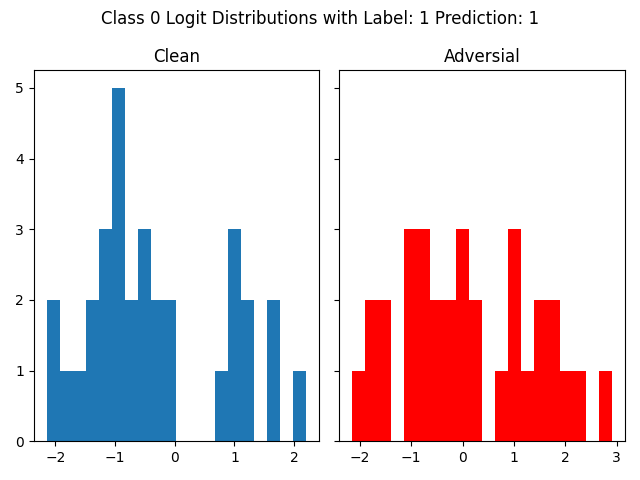 Class 0 Logit Distributions with Label: 1 Prediction: 1
Clean
Adversial
5
4
3
2
1
0
−2 −1 0 1 2
−2 −1 0 1 2 3